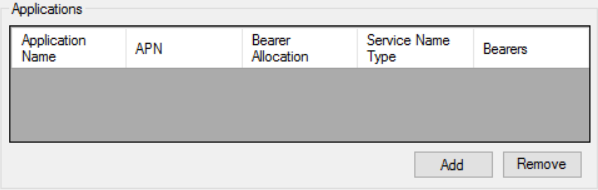 Applications
Application Name
APN
Bearer Allocation
Service Name Type
Bearers
Add
Remove